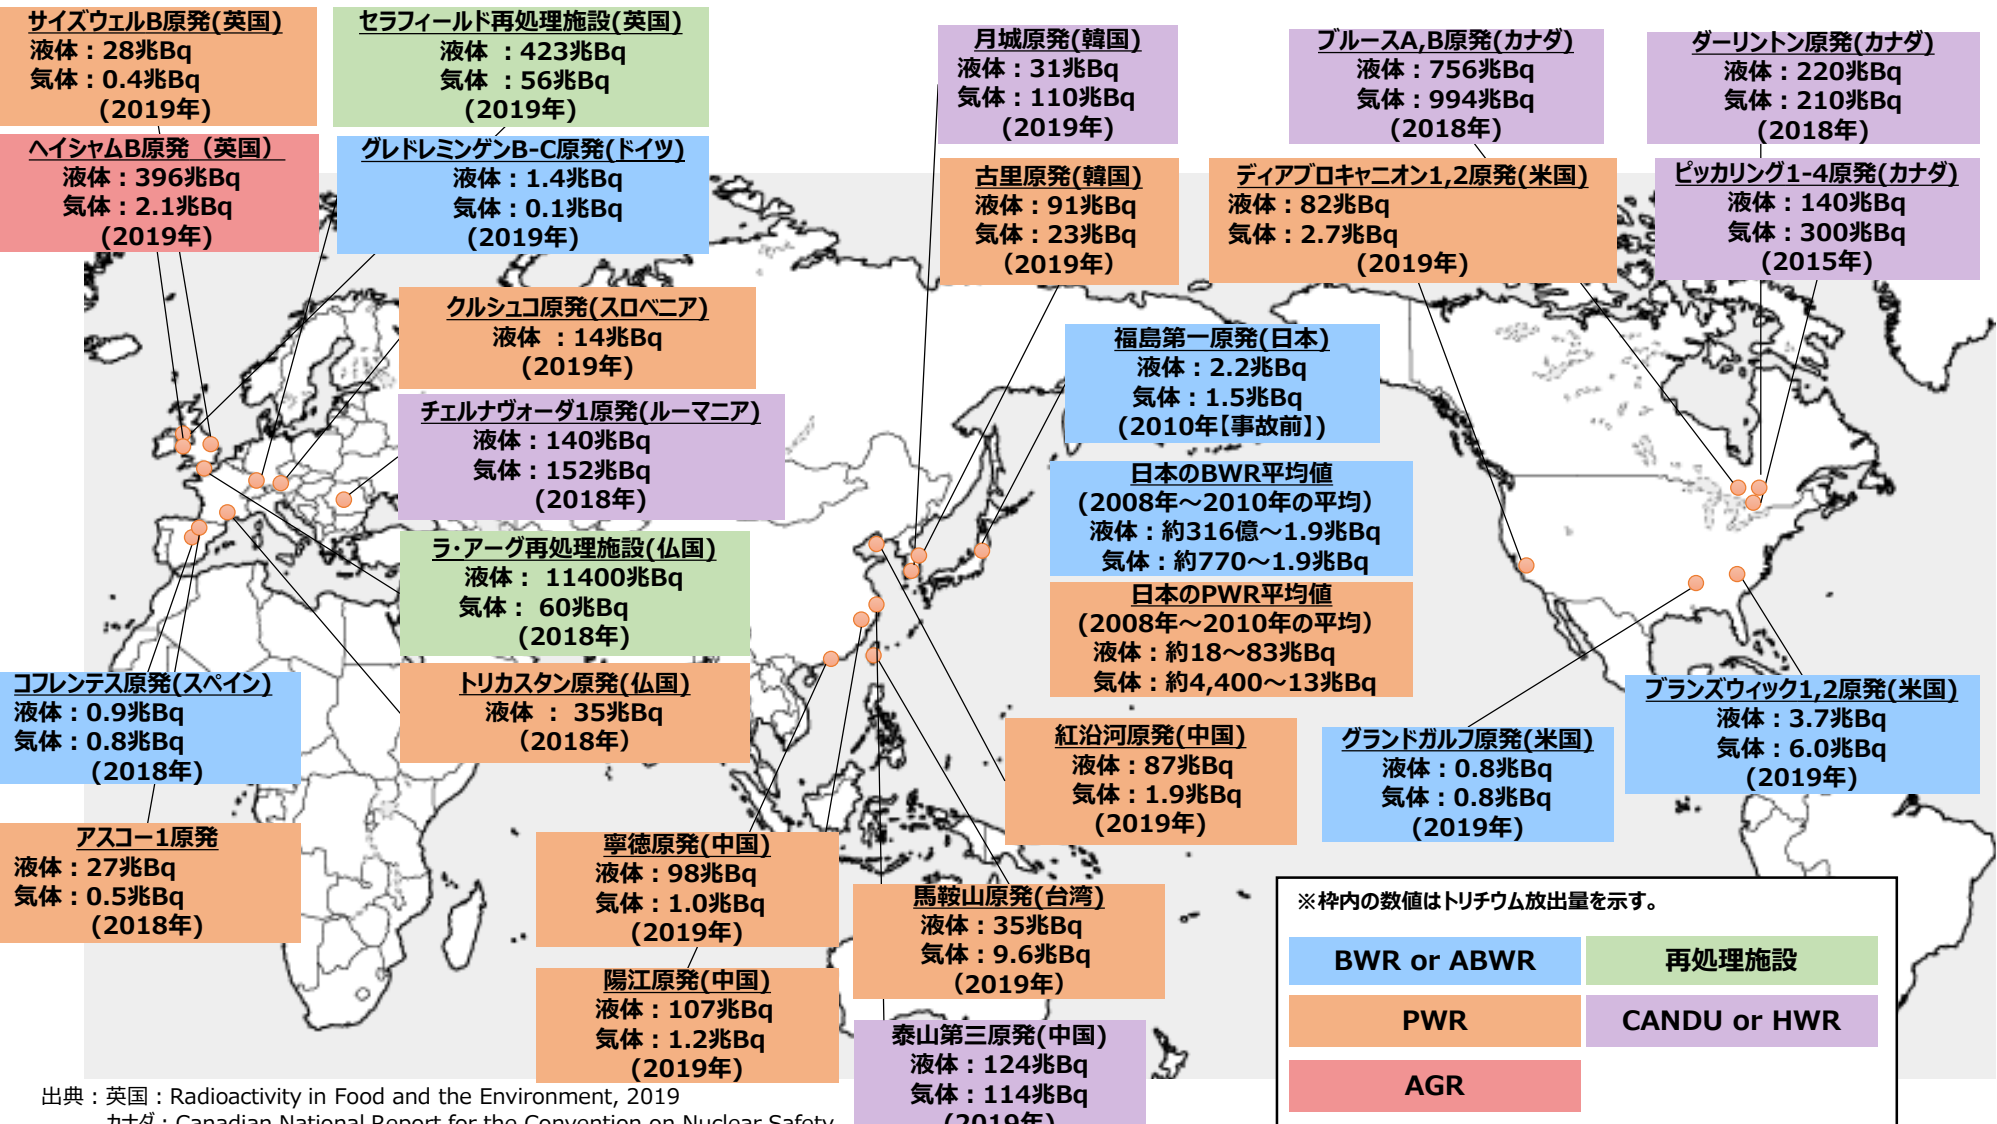 サイズウェルB原発(英国)
液体：28兆Bq
気体：0.4兆Bq
(2019年)
セラフィールド再処理施設(英国)
液体 ：423兆Bq
気体 ：56兆Bq
(2019年)
月城原発(韓国)
液体：31兆Bq
気体：110兆Bq
(2019年)
ブルースA,B原発(カナダ)
液体：756兆Bq
気体：994兆Bq
(2018年)
ダーリントン原発(カナダ)
液体：220兆Bq
気体：210兆Bq
(2018年)
ヘイシャムB原発（英国）
液体：396兆Bq
気体：2.1兆Bq
(2019年)
グレドレミンゲンB-C原発(ドイツ)
液体：1.4兆Bq
気体：0.1兆Bq
(2019年)
古里原発(韓国)
液体：91兆Bq
気体：23兆Bq
(2019年)
ディアブロキャニオン1,2原発(米国)
液体：82兆Bq
気体：2.7兆Bq
(2019年)
ピッカリング1-4原発(カナダ)
液体：140兆Bq
気体：300兆Bq
(2015年)
クルシュコ原発(スロベニア)
液体 ：14兆Bq
(2019年)
福島第一原発(日本)
液体：2.2兆Bq
気体：1.5兆Bq
(2010年【事故前】)
チェルナヴォーダ1原発(ルーマニア)
液体：140兆Bq
気体：152兆Bq
(2018年)
日本のBWR平均値
(2008年～2010年の平均)
液体：約316億～1.9兆Bq
気体：約770～1.9兆Bq
ラ・アーグ再処理施設(仏国)
液体： 11400兆Bq
気体： 60兆Bq
(2018年)
日本のPWR平均値
(2008年～2010年の平均)
液体：約18～83兆Bq
気体：約4,400～13兆Bq
コフレンテス原発(スペイン)
液体：0.9兆Bq
気体：0.8兆Bq
(2018年)
トリカスタン原発(仏国)
液体 ： 35兆Bq
(2018年)
紅沿河原発(中国)
液体：87兆Bq
気体：1.9兆Bq
(2019年)
グランドガルフ原発(米国)
液体：0.8兆Bq
気体：0.8兆Bq
(2019年)
ブランズウィック1,2原発(米国)
液体：3.7兆Bq
気体：6.0兆Bq
(2019年)
アスコー1原発
液体：27兆Bq
気体：0.5兆Bq
(2018年)
寧徳原発(中国)
液体：98兆Bq
気体：1.0兆Bq
(2019年)
馬鞍山原発(台湾)
液体：35兆Bq
気体：9.6兆Bq
(2019年)
陽江原発(中国)
液体：107兆Bq
気体：1.2兆Bq
(2019年)
泰山第三原発(中国)
液体：124兆Bq
気体：114兆Bq
(2019年)
※枠内の数値はトリチウム放出量を示す。
BWR or ABWR
再処理施設
PWR
CANDU or HWR
AGR
出典：英国：Radioactivity in Food and the Environment, 2019
カナダ：Canadian National Report for the Convention on Nuclear Safety